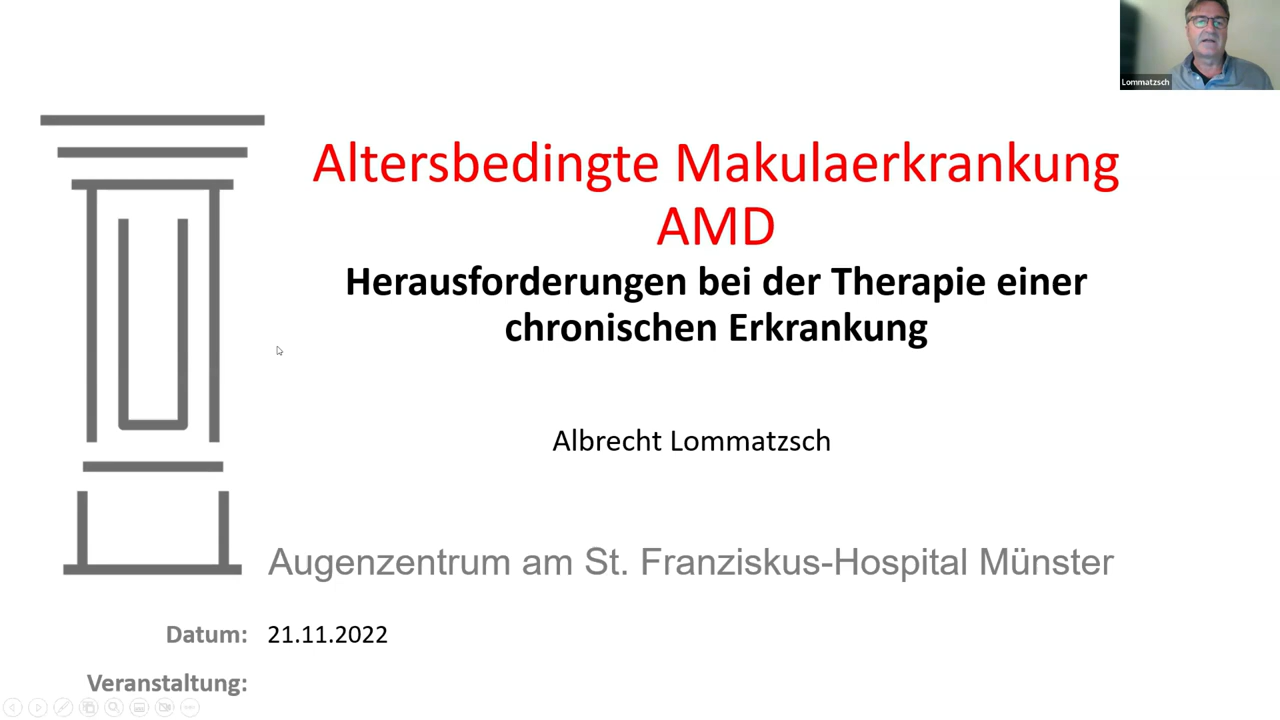 Lommatzsch
Altersbedingte Makulaerkrankung
AMD
Herausforderungen bei der Therapie einer
chronischen Erkrankung
Albrecht Lommatzsch
Augenzentrum am St. Franziskus-Hospital Münster
Datum: 21.11.2022
Veranstaltung: